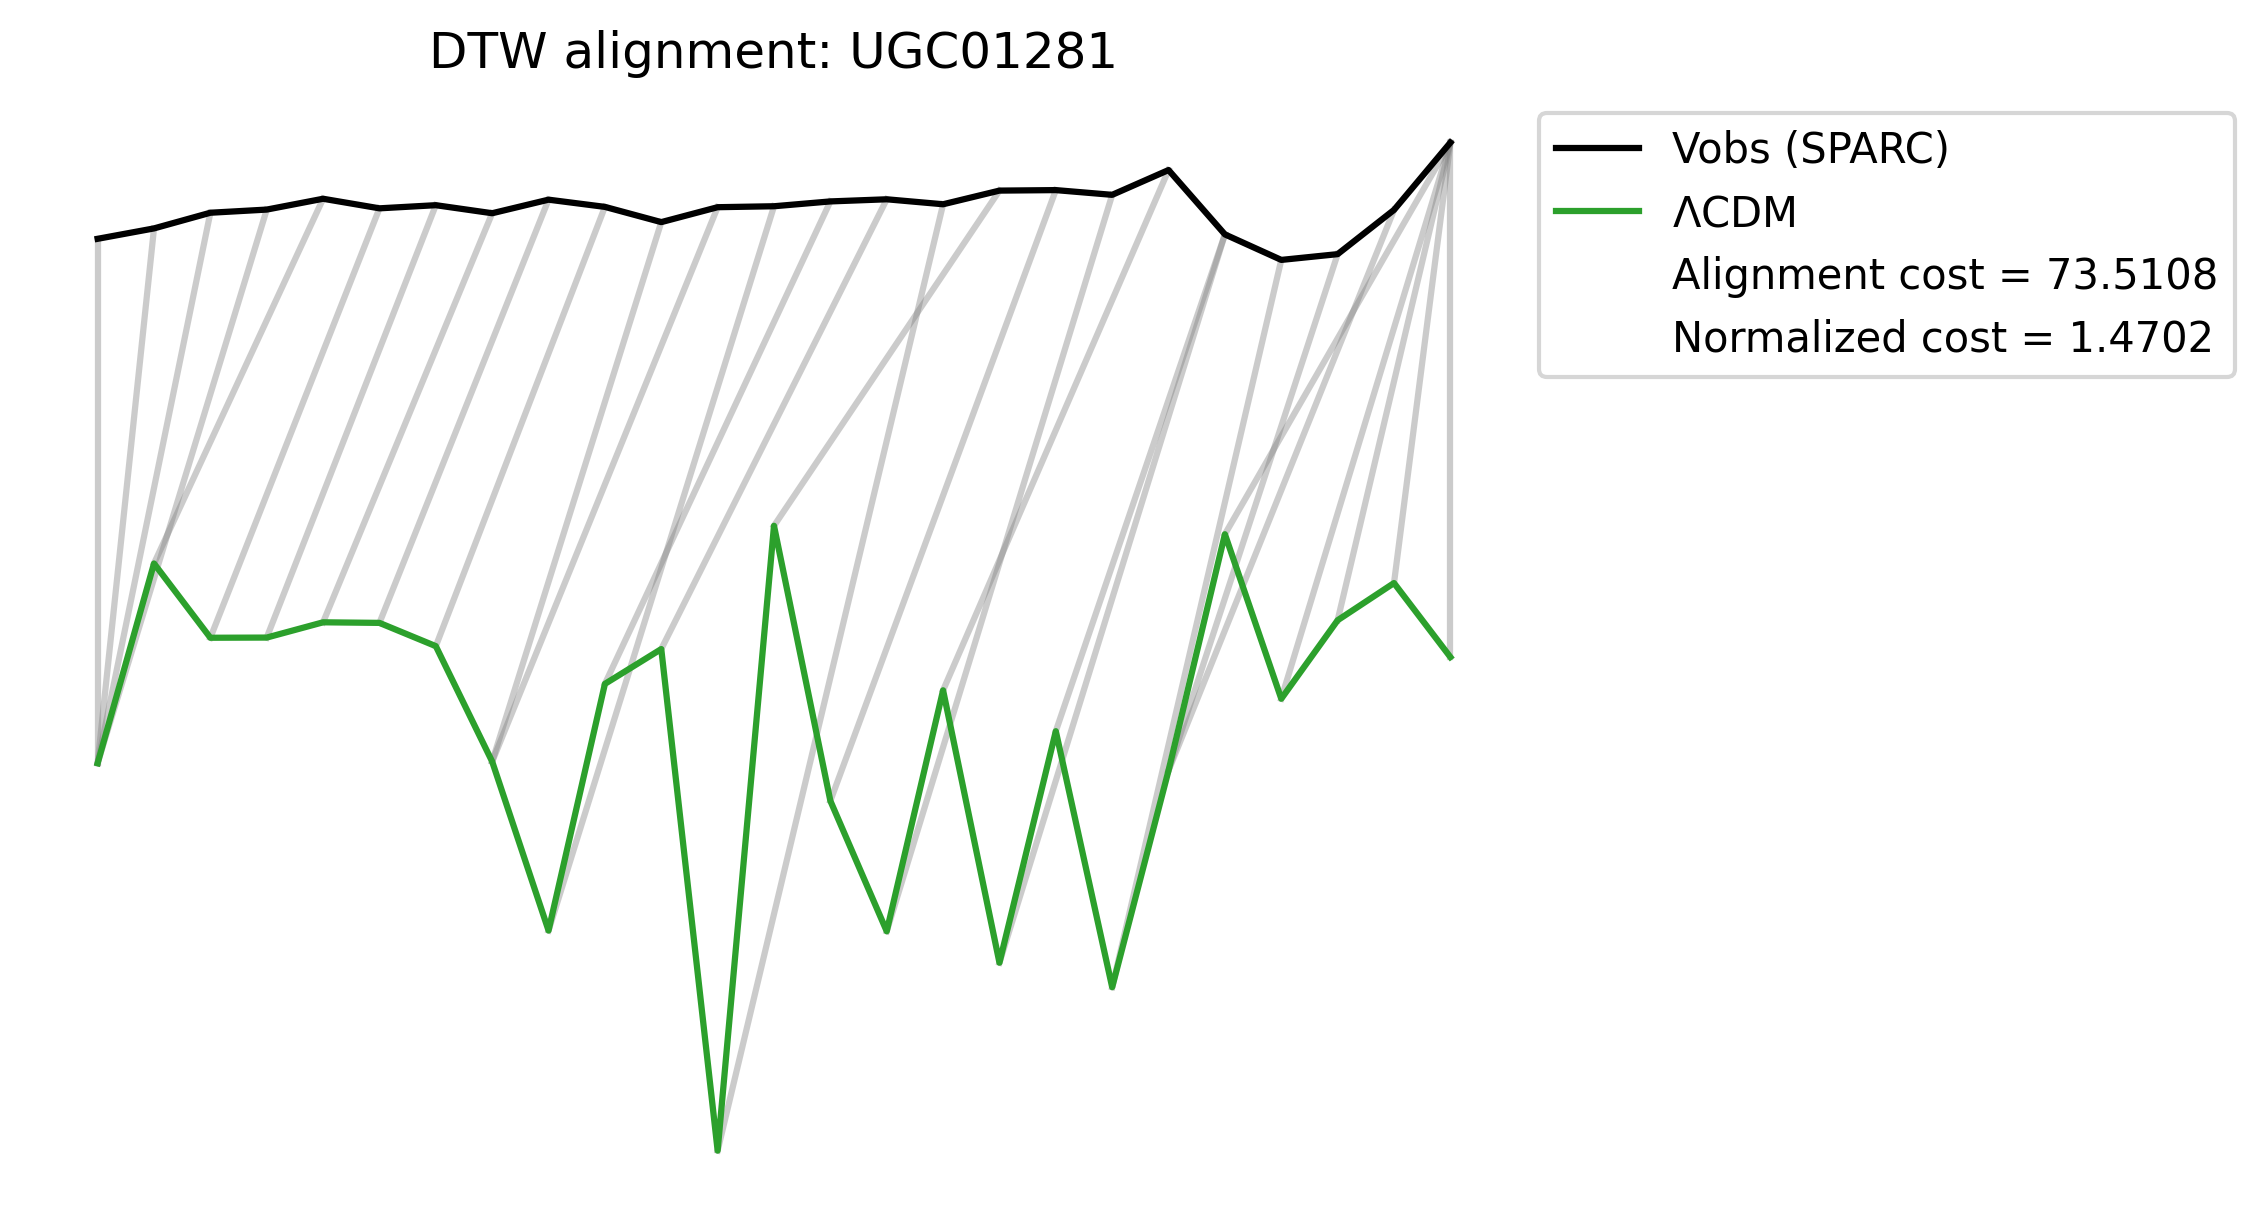 DTW alignment: UGC01281
Vobs (SPARC)
ΛCDM
Alignment cost = 73.5108
Normalized cost = 1.4702